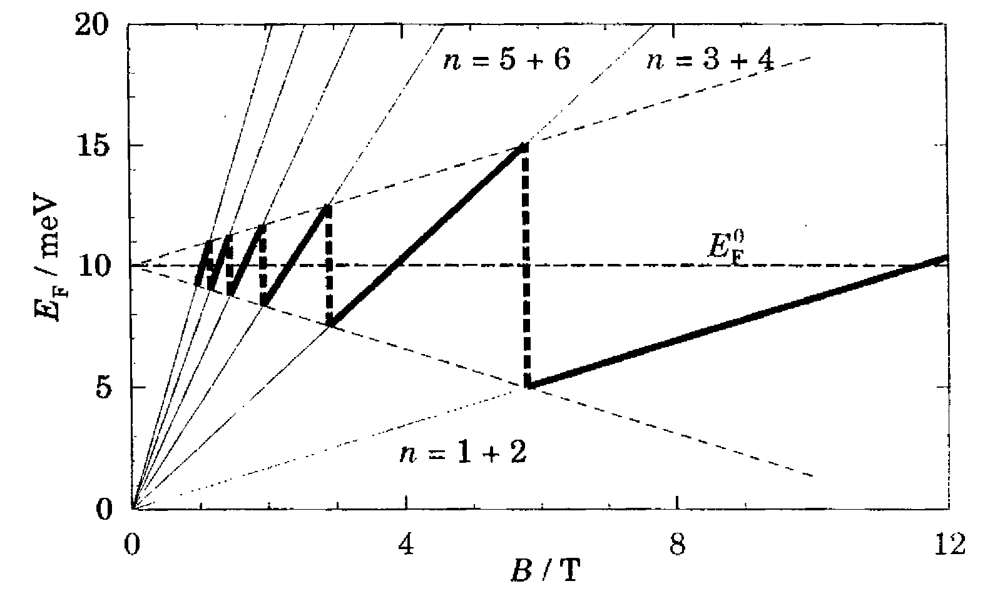 20
n = 5 + 6
n = 3 + 4
15
E_F / meV
10
E_F^0
5
n = 1 + 2
0
0
4
8
12
B / T